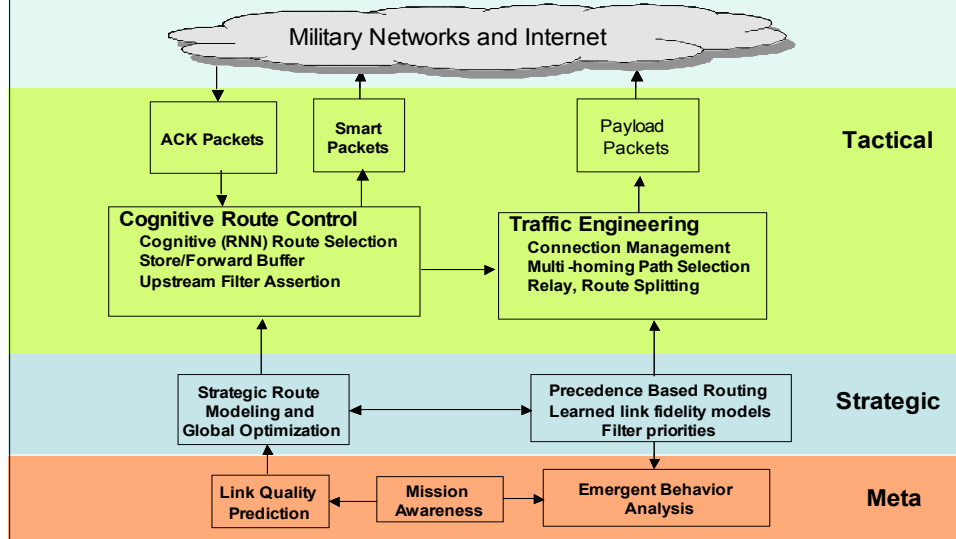 Military Networks and Internet
ACK Packets
Smart
Packets
Payload
Packets
Tactical
Cognitive Route Control
Cognitive (RNN) Route Selection
Store/Forward Buffer
Upstream Filter Assertion
Traffic Engineering
Connection Management
Multi -homing Path Selection
Relay, Route Splitting
Strategic Route
Modeling and
Global Optimization
Precedence Based Routing
Learned link fidelity models
Filter priorities
Strategic
Link Quality
Prediction
Mission
Awareness
Emergent Behavior
Analysis
Meta